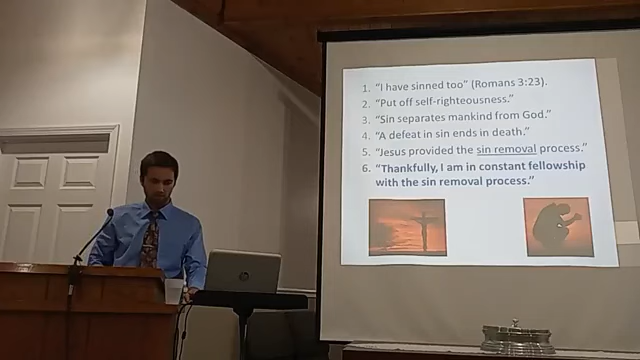 1. “I have sinned too” (Romans 3:23).
2. “Put off self-righteousness.”
3. “Sin separates mankind from God.”
4. “A defeat in sin ends in death.”
5. “Jesus provided the sin removal process.”
6. “Thankfully, I am in constant fellowship
with the sin removal process.”
hp